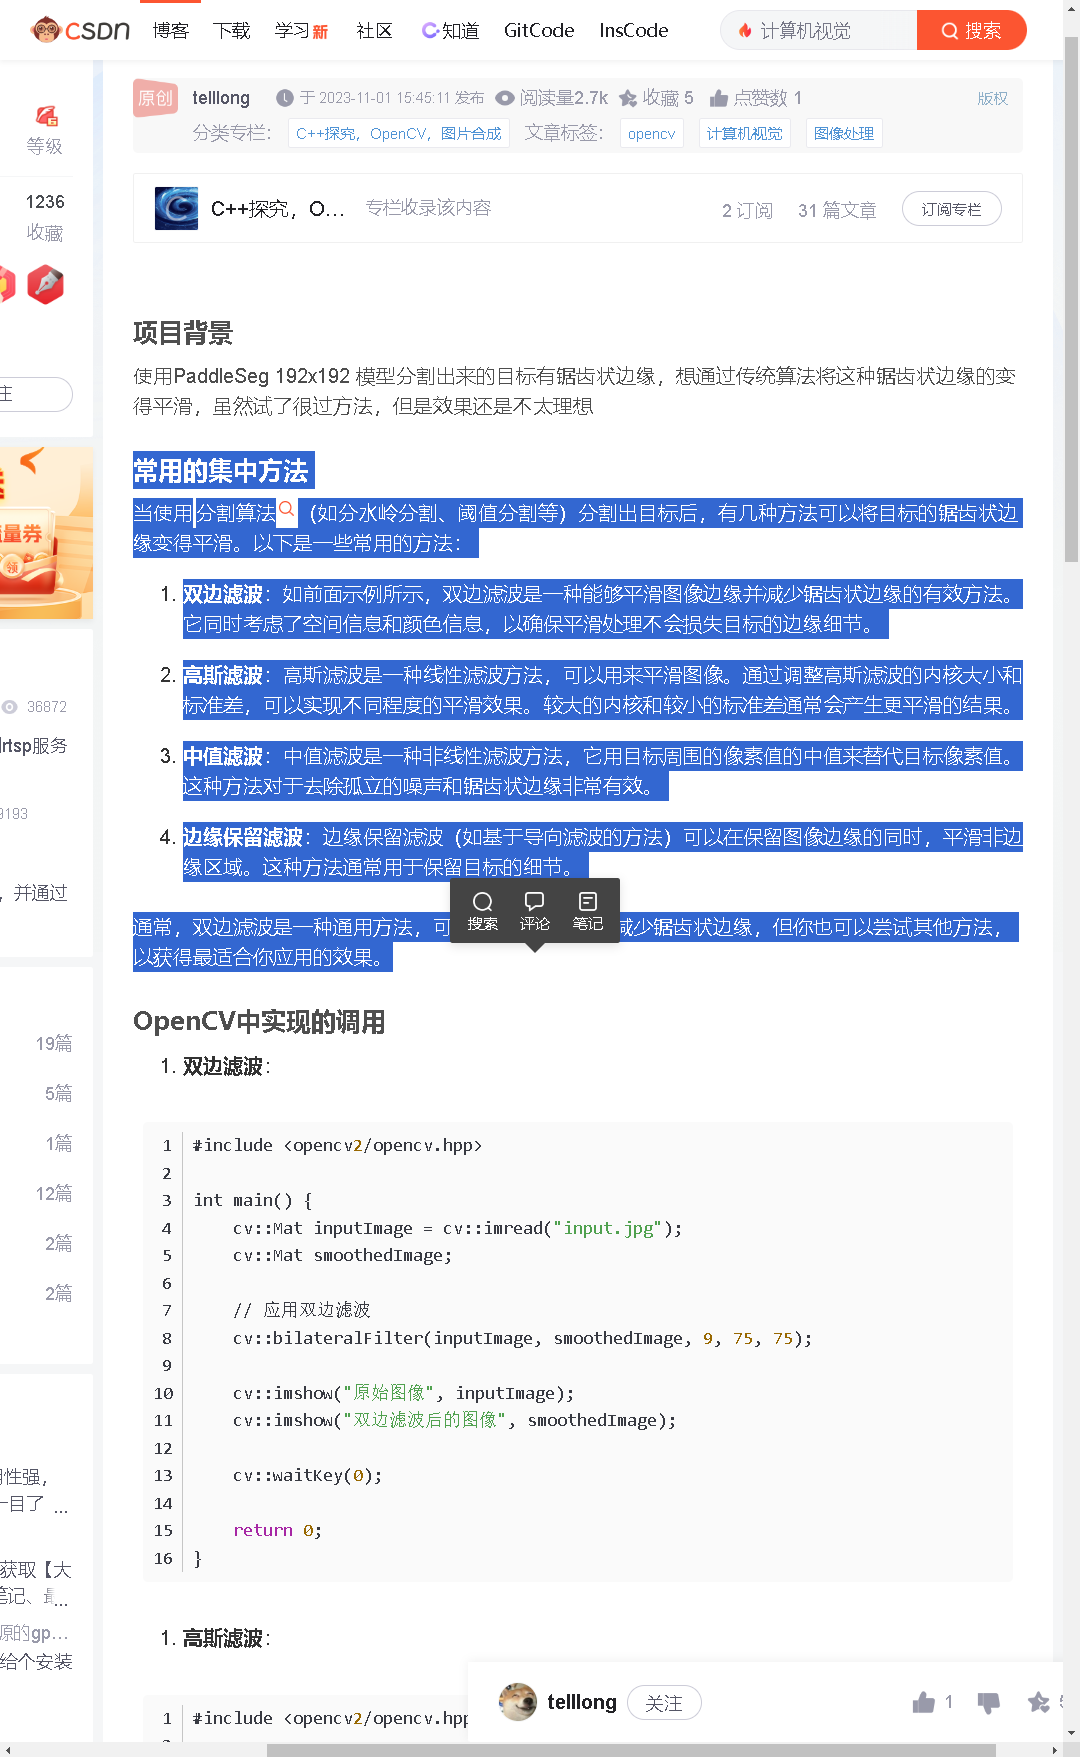 CSDN 博客 下载 学习新 社区 C知道 GitCode InsCode 计算机视觉 搜索
原创 telllong 于 2023-11-01 15:45:11 发布 阅读量2.7k 收藏 5 点赞数 1 版权
分类专栏： C++探究，OpenCV，图片合成 文章标签： opencv 计算机视觉 图像处理
C++探究，O... 专栏收录该内容 2 订阅 31 篇文章 订阅专栏
等级
1236
收藏
注
量券
领
36872
rtsp服务
9193
，并通过
19篇
5篇
1篇
12篇
2篇
2篇
性强，
一目了 ...
获取【大
笔记、...
源的gp...
给个安装
项目背景
使用PaddleSeg 192x192 模型分割出来的目标有锯齿状边缘，想通过传统算法将这种锯齿状边缘的变
得平滑，虽然试了很过方法，但是效果还是不太理想
常用的集中方法
当使用分割算法（如分水岭分割、阈值分割等）分割出目标后，有几种方法可以将目标的锯齿状边
缘变得平滑。以下是一些常用的方法：
1. 双边滤波：如前面示例所示，双边滤波是一种能够平滑图像边缘并减少锯齿状边缘的有效方法。
它同时考虑了空间信息和颜色信息，以确保平滑处理不会损失目标的边缘细节。
2. 高斯滤波：高斯滤波是一种线性滤波方法，可以用来平滑图像。通过调整高斯滤波的内核大小和
标准差，可以实现不同程度的平滑效果。较大的内核和较小的标准差通常会产生更平滑的结果。
3. 中值滤波：中值滤波是一种非线性滤波方法，它用目标周围的像素值的中值来替代目标像素值。
这种方法对于去除孤立的噪声和锯齿状边缘非常有效。
4. 边缘保留滤波：边缘保留滤波（如基于导向滤波的方法）可以在保留图像边缘的同时，平滑非边
缘区域。这种方法通常用于保留目标的细节。
搜索 评论 笔记
通常，双边滤波是一种通用方法，可 减少锯齿状边缘，但你也可以尝试其他方法，
以获得最适合你应用的效果。
OpenCV中实现的调用
1. 双边滤波：
1 #include <opencv2/opencv.hpp>
2
3 int main() {
4 cv::Mat inputImage = cv::imread("input.jpg");
5 cv::Mat smoothedImage;
6
7 // 应用双边滤波
8 cv::bilateralFilter(inputImage, smoothedImage, 9, 75, 75);
9
10 cv::imshow("原始图像", inputImage);
11 cv::imshow("双边滤波后的图像", smoothedImage);
12
13 cv::waitKey(0);
14
15 return 0;
16 }
1. 高斯滤波：
1 #include <opencv2/opencv.hpp
telllong 关注 1